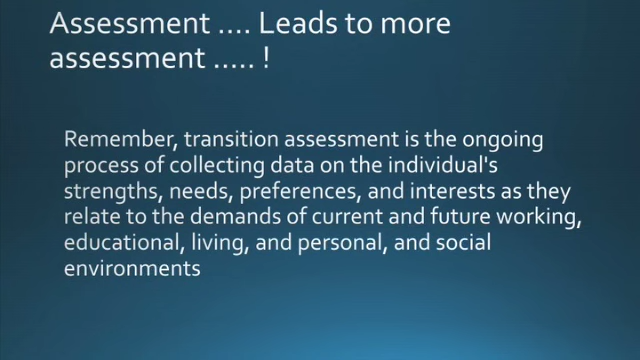 Assessment .... Leads to more
assessment ..... !
Remember, transition assessment is the ongoing
process of collecting data on the individual's
strengths, needs, preferences, and interests as they
relate to the demands of current and future working,
educational, living, and personal, and social
environments